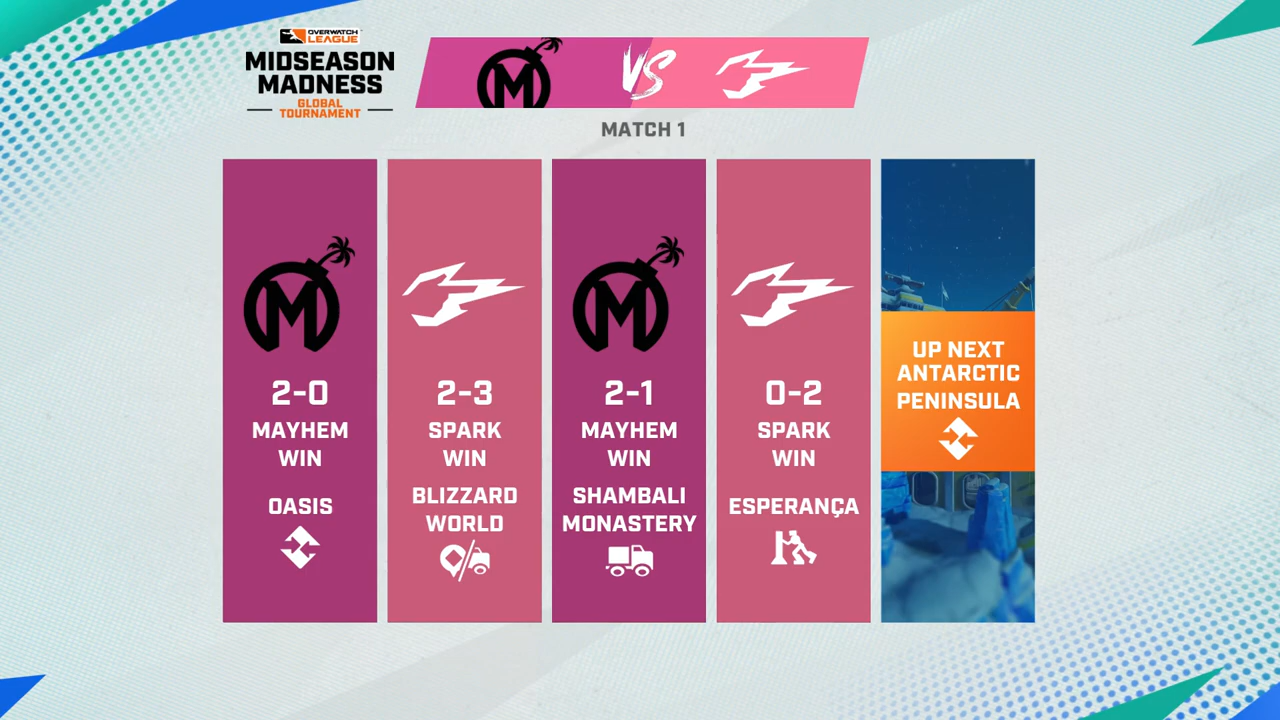 OVERWATCH
LEAGUE
MIDSEASON
MADNESS
GLOBAL
TOURNAMENT
M
VS
MATCH 1
M
2-0
MAYHEM
WIN
OASIS
2-3
SPARK
WIN
BLIZZARD
WORLD
M
2-1
MAYHEM
WIN
SHAMBALI
MONASTERY
0-2
SPARK
WIN
ESPERANÇA
UP NEXT
ANTARCTIC
PENINSULA